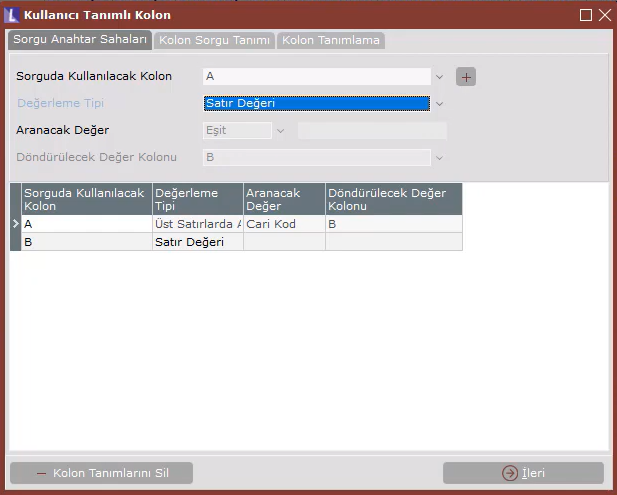 Kullanıcı Tanımlı Kolon
Sorgu Anahtar Sahaları Kolon Sorgu Tanımı Kolon Tanımlama
Sorguda Kullanılacak Kolon A
Değerleme Tipi Satır Değeri
Aranacak Değer Eşit
Döndürülecek Değer Kolonu B
Sorguda Kullanılacak Kolon Değerleme Tipi Aranacak Değer Döndürülecek Değer Kolonu
A Üst Satırlarda A Cari Kod B
B Satır Değeri
Kolon Tanımlarını Sil İleri